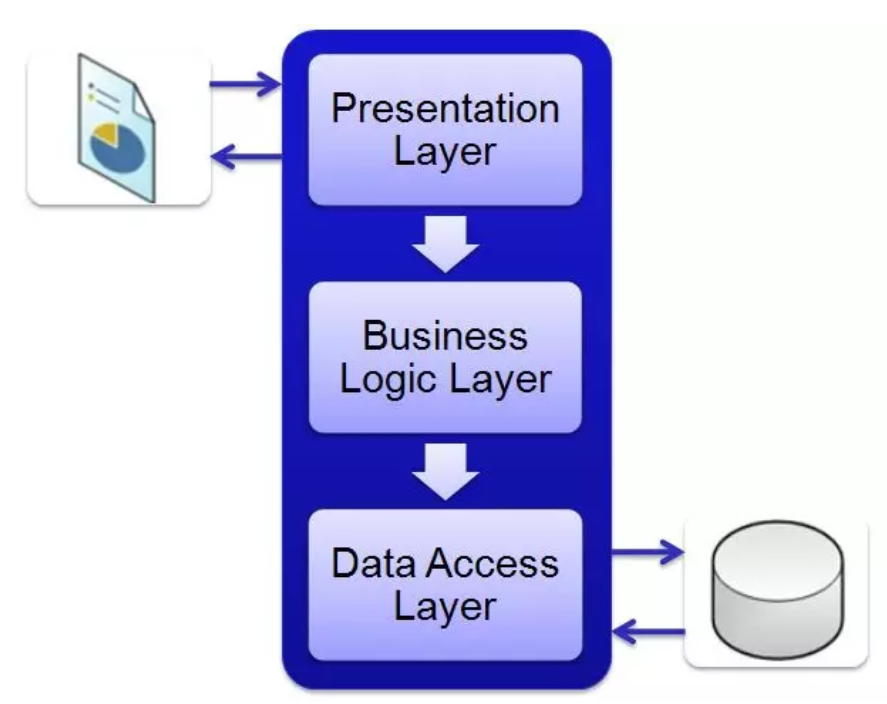 Presentation
Layer
Business
Logic Layer
Data Access
Layer